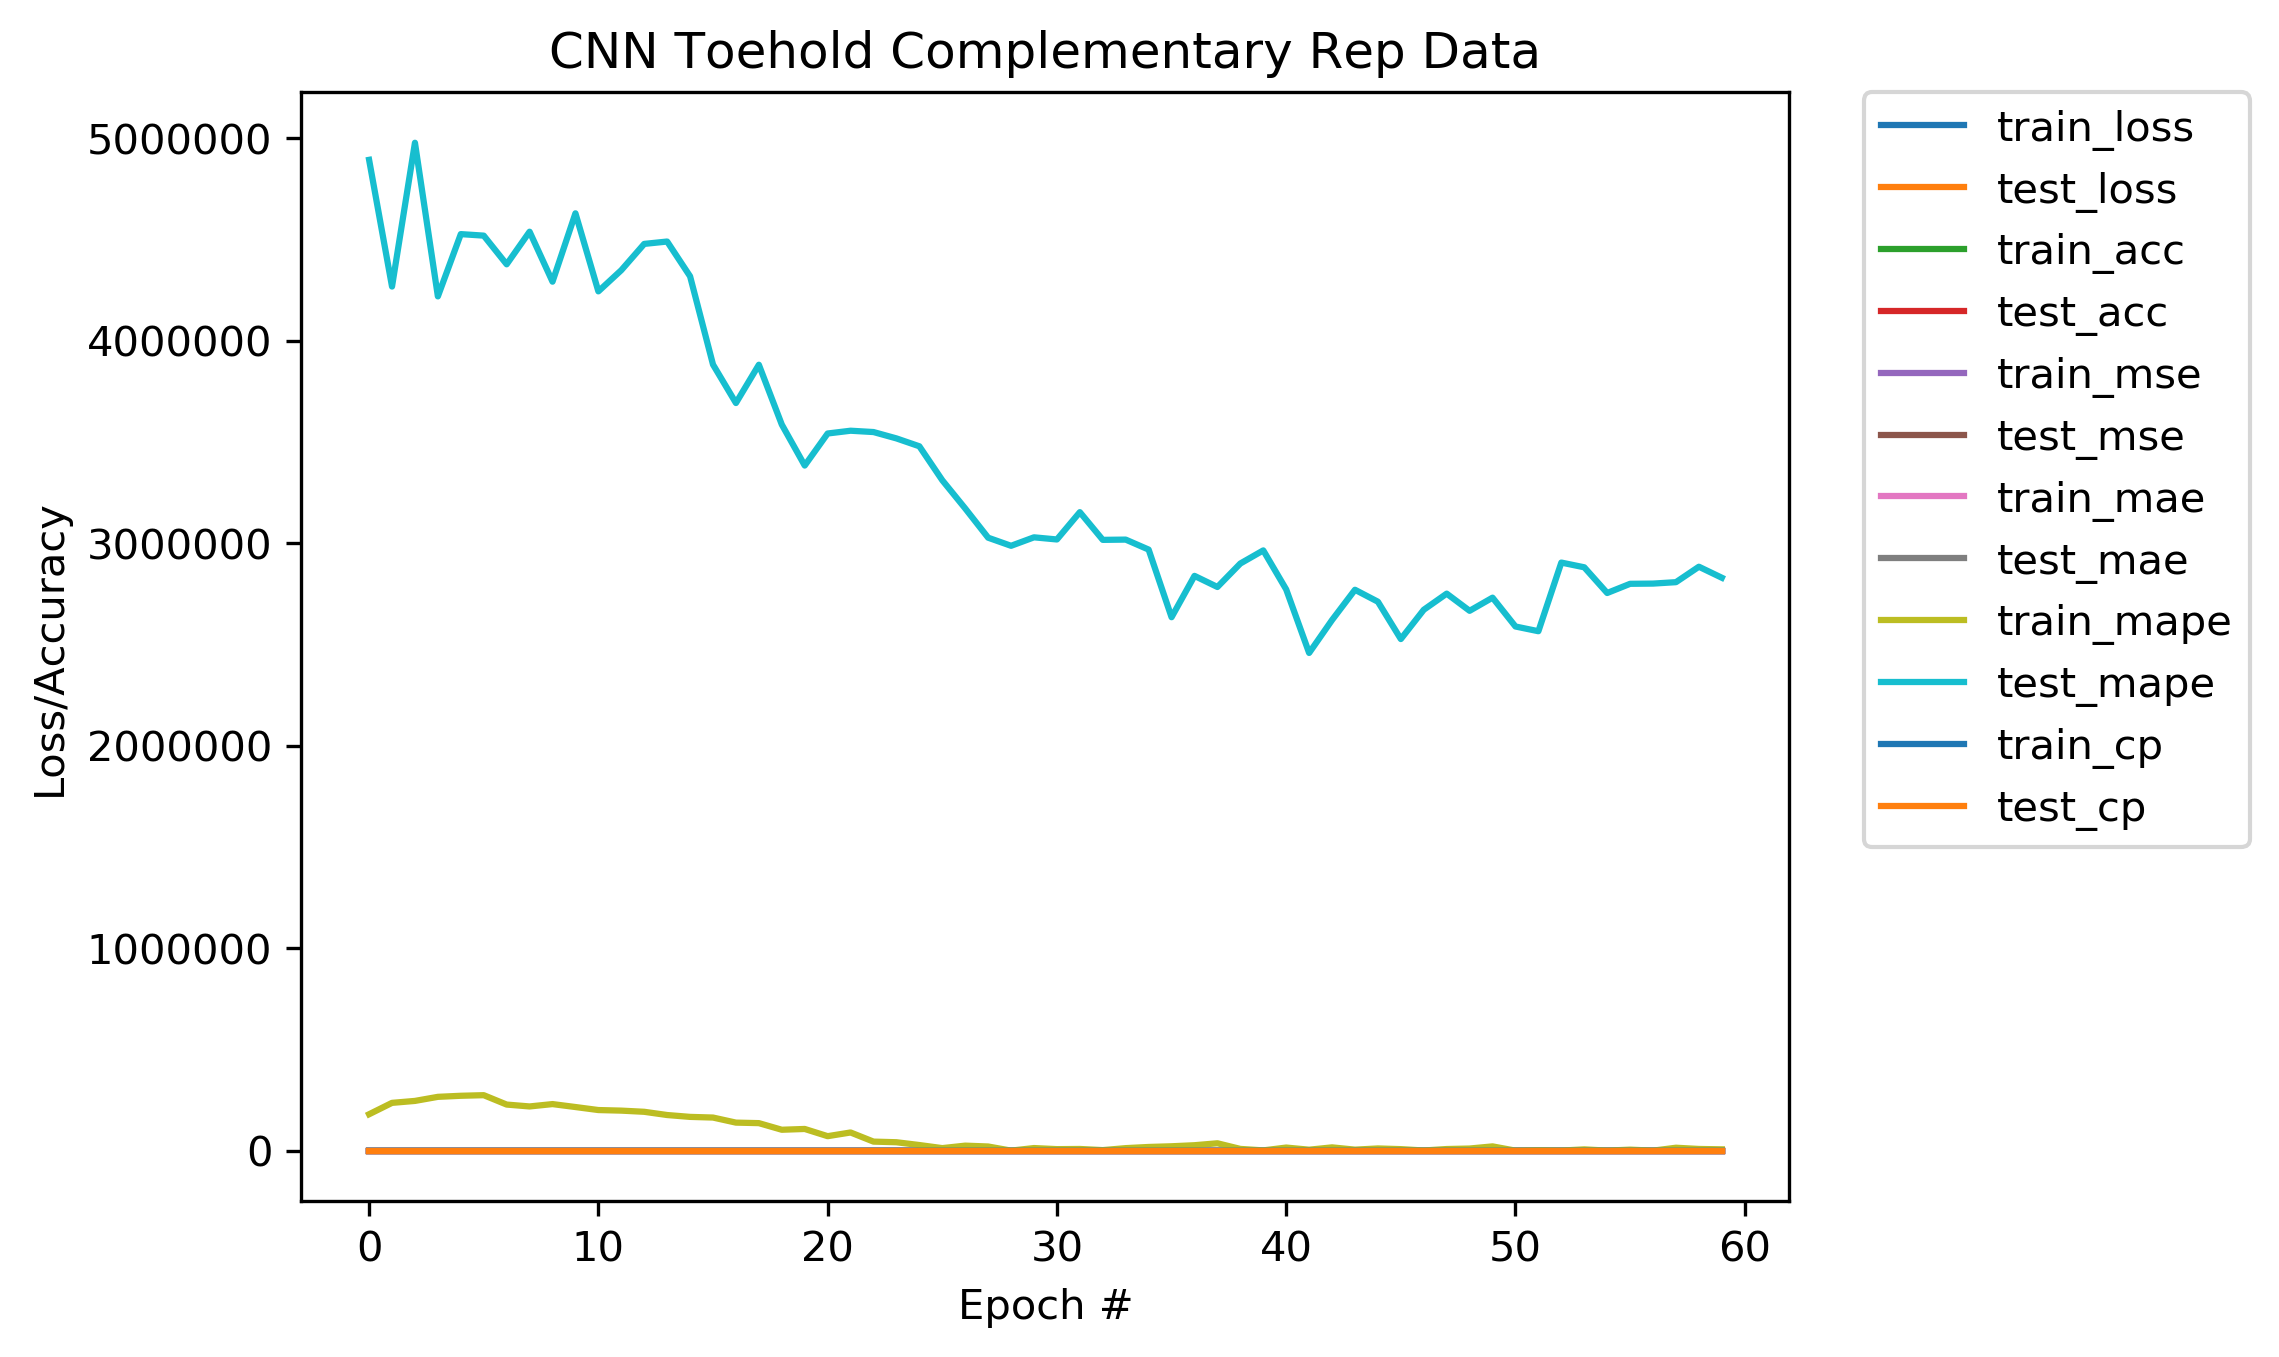 CNN Toehold Complementary Rep Data
5000000
4000000
3000000
2000000
1000000
0
Loss/Accuracy
0 10 20 30 40 50 60
Epoch #
train_loss
test_loss
train_acc
test_acc
train_mse
test_mse
train_mae
test_mae
train_mape
test_mape
train_cp
test_cp